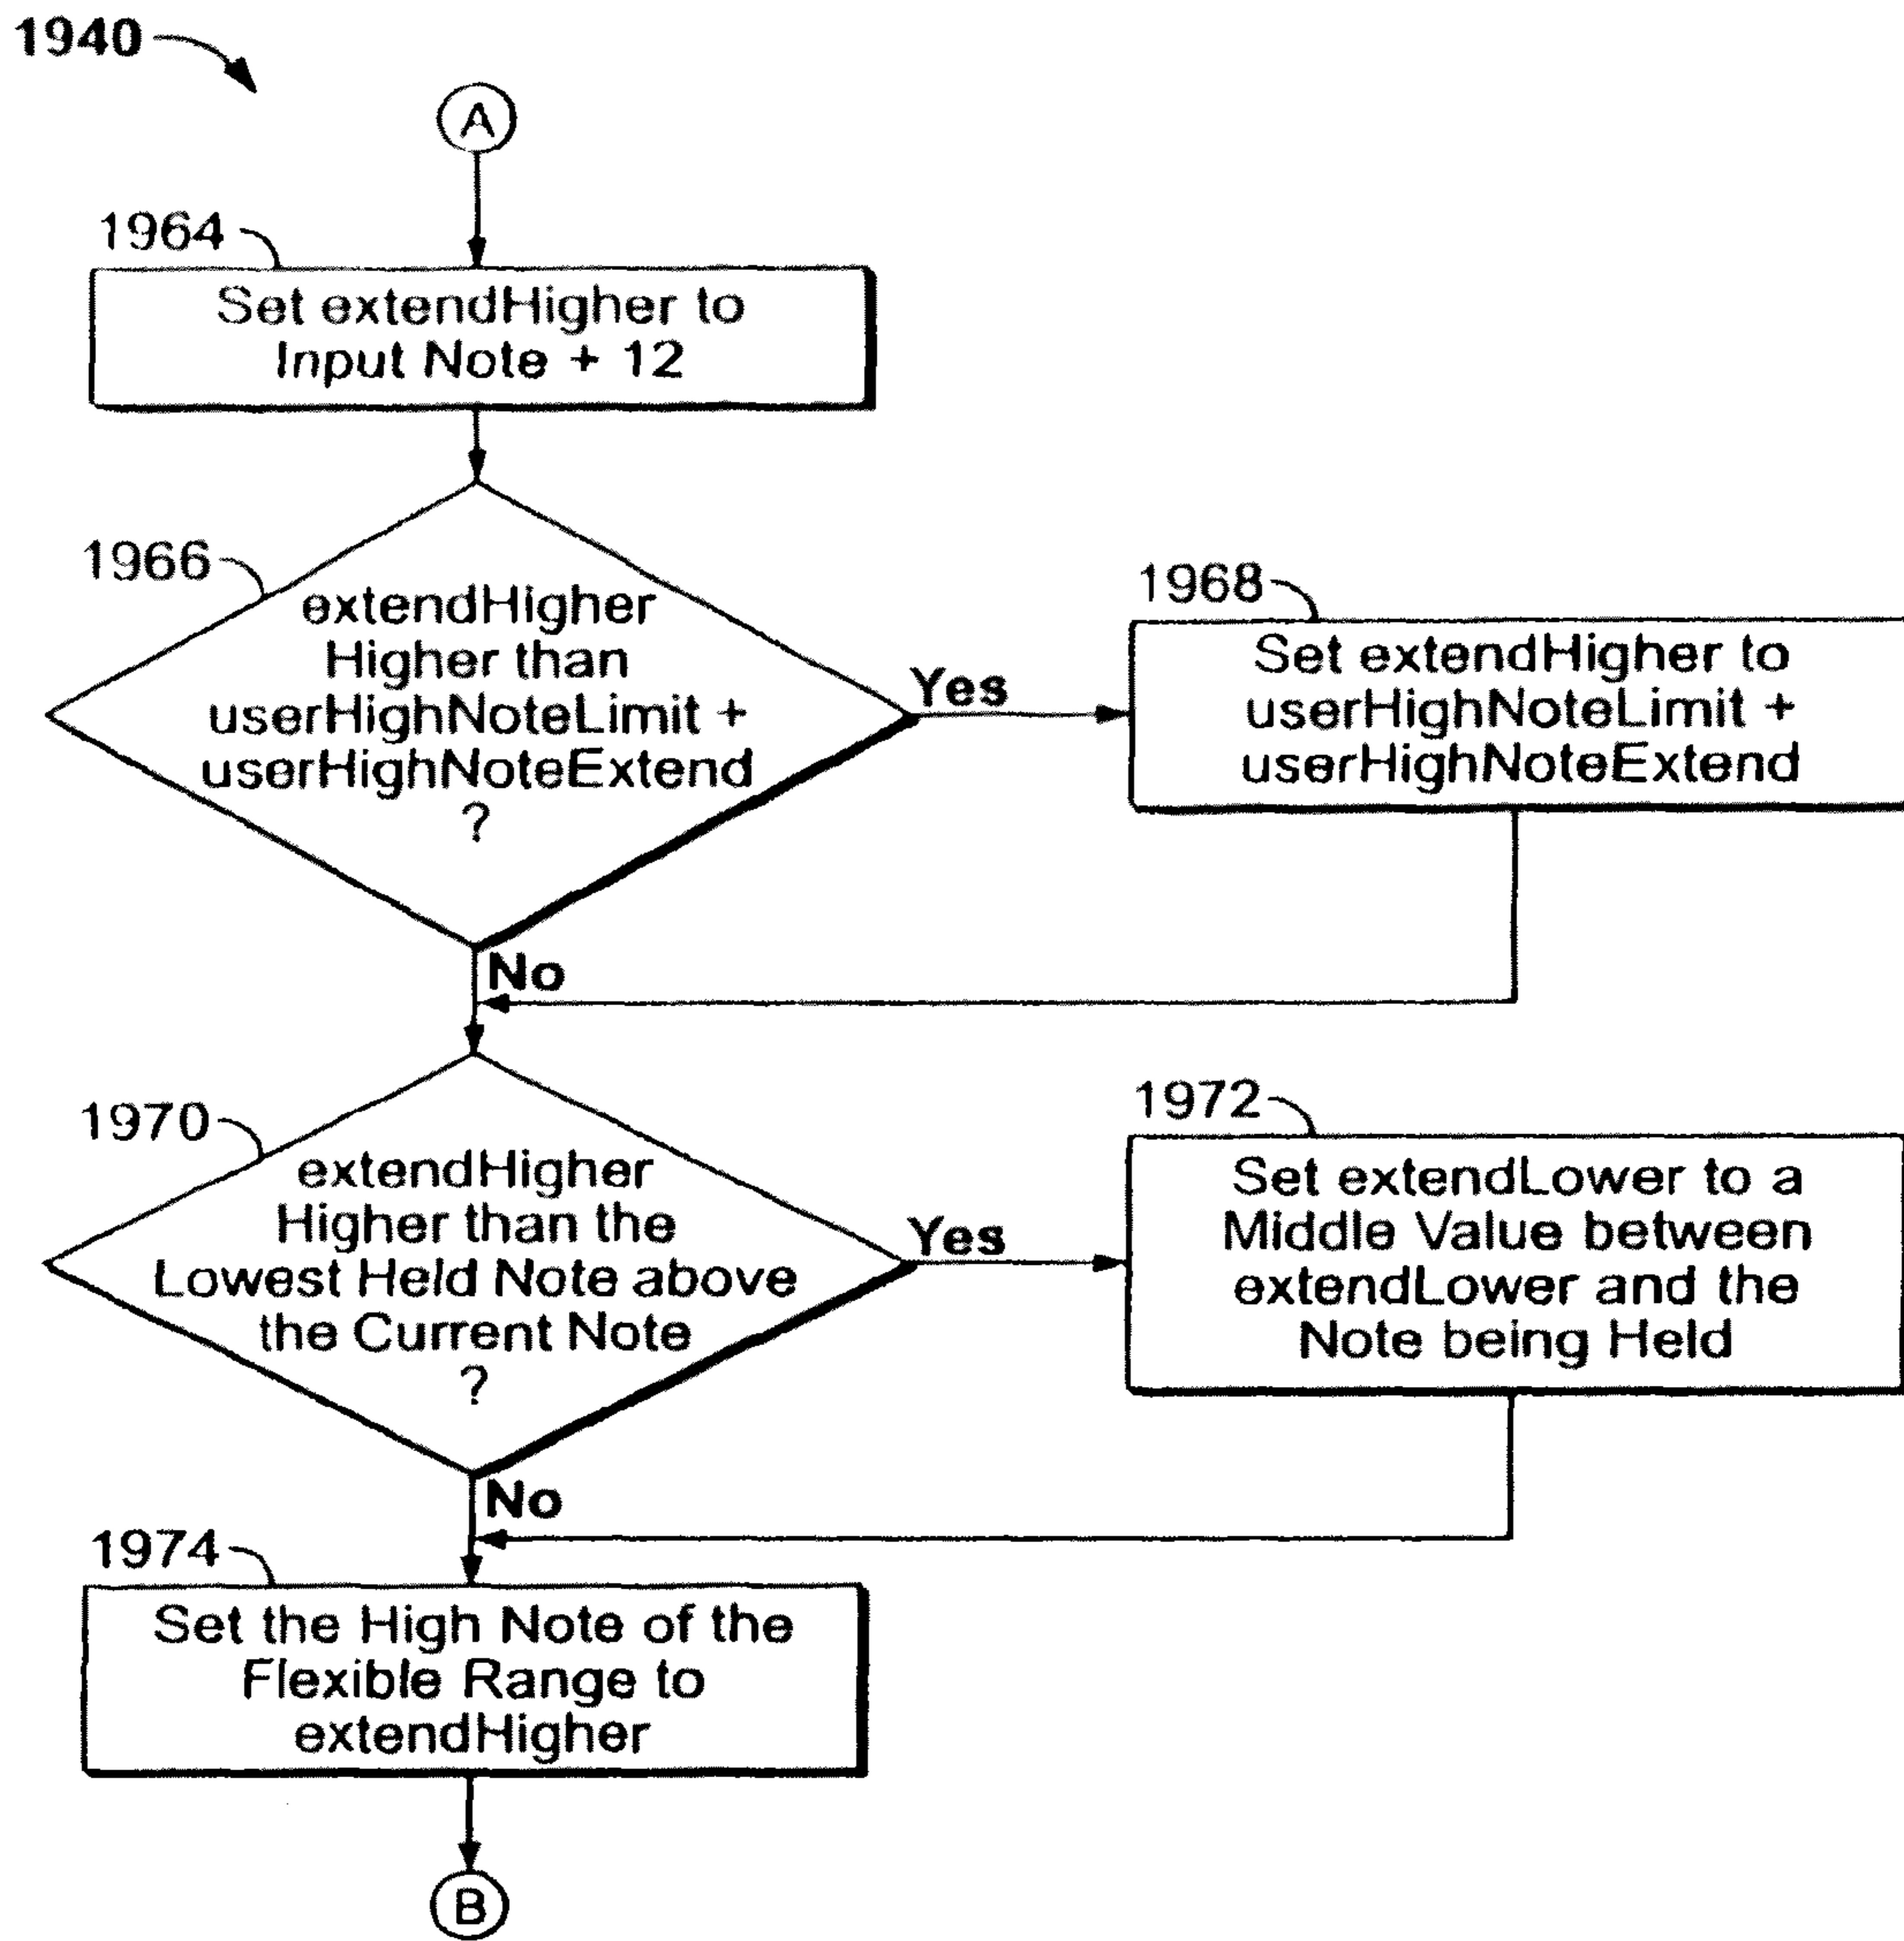 1940
A
1964
Set extendHigher to
Input Note + 12
1966
extendHigher
Higher than
userHighNoteLimit +
userHighNoteExtend
?
Yes
1968
Set extendHigher to
userHighNoteLimit +
userHighNoteExtend
No
1970
extendHigher
Higher than the
Lowest Held Note above
the Current Note
?
Yes
1972
Set extendLower to a
Middle Value between
extendLower and the
Note being Held
No
1974
Set the High Note of the
Flexible Range to
extendHigher
B